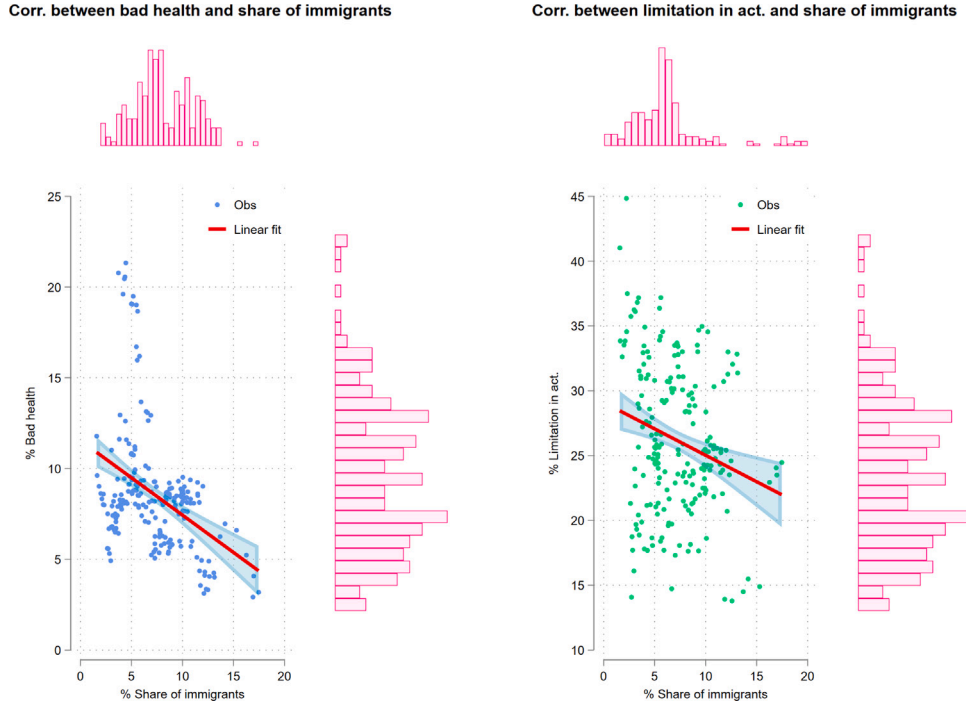 Corr. between bad health and share of immigrants
25
20
15
10
5
0
% Bad health
Obs
Linear fit
0
5
10
15
20
% Share of immigrants
Corr. between limitation in act. and share of immigrants
45
40
35
30
25
20
15
10
% Limitation in act.
Obs
Linear fit
0
5
10
15
20
% Share of immigrants